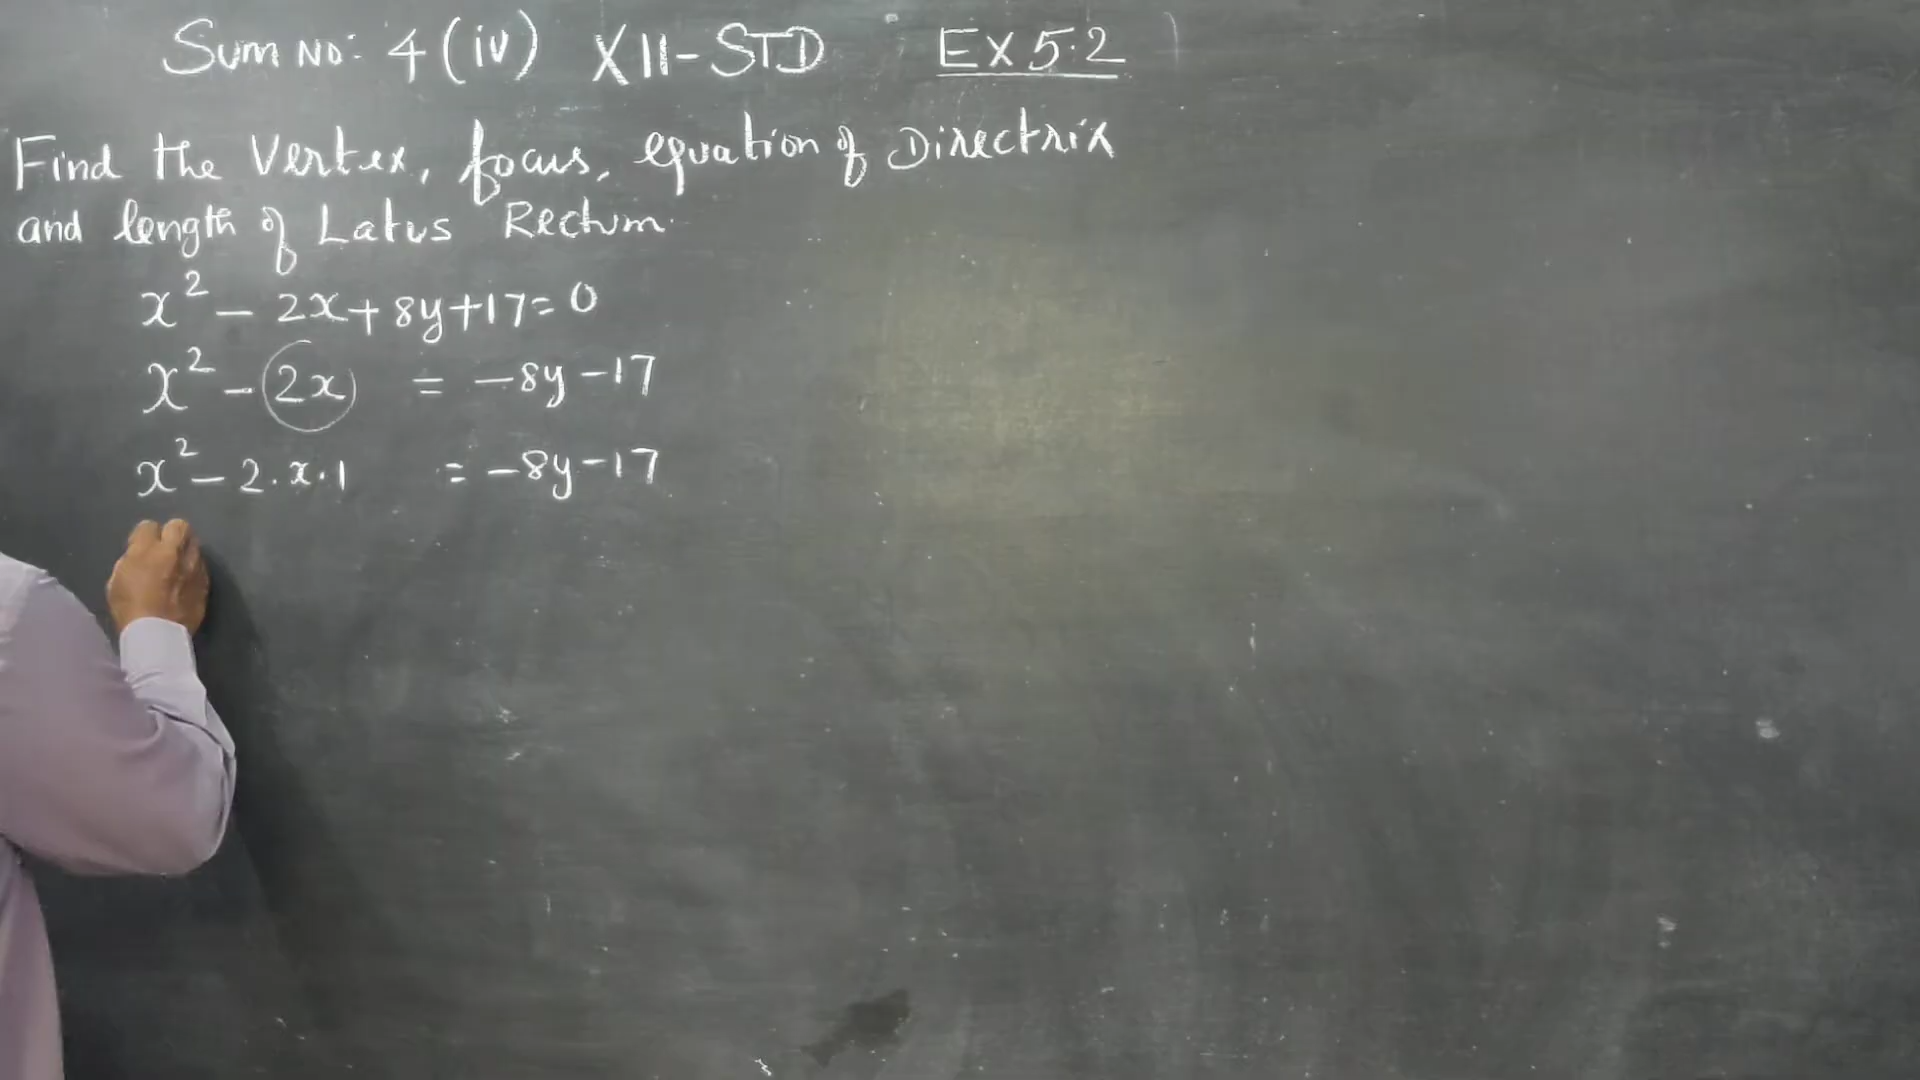 Sum No: 4 (iv) XII-STD Ex 5.2
Find the Vertex, focus, equation of Directrix
and length of Latus Rectum.
x² - 2x + 8y + 17 = 0
x² - 2x = -8y - 17
x² - 2.x.1 = -8y - 17